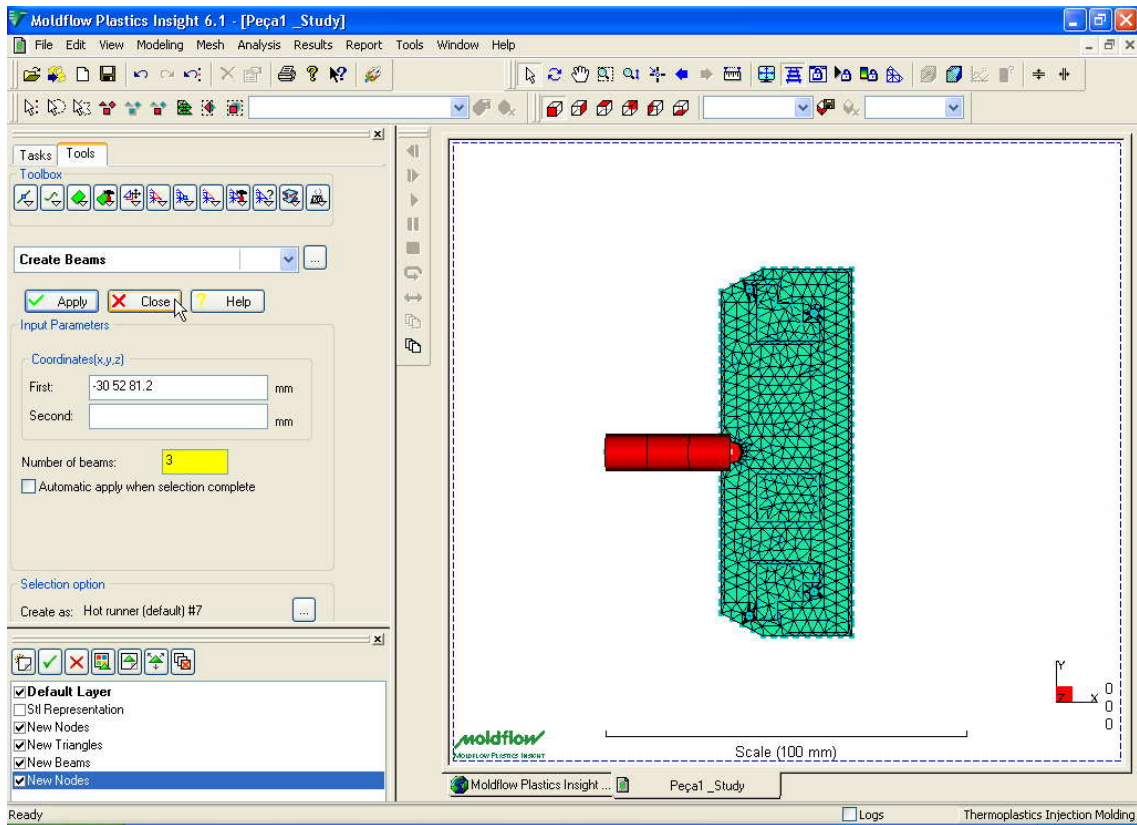 Moldflow Plastics Insight 6.1 - [Peça1 _Study]
File Edit View Modeling Mesh Analysis Results Report Tools Window Help
Tasks Tools
Toolbox
Create Beams
...
Apply Close ? Help
Input Parameters
Coordinates(x,y,z)
First: -30 52 81.2 mm
Second: mm
Number of beams: 3
Automatic apply when selection complete
Selection option
Create as: Hot runner (default) #7 ...
Default Layer
Stl Representation
New Nodes
New Triangles
New Beams
New Nodes
Y
Z X
0
0
0
moldflow
MOLDFLOW PLASTICS INSIGHT
Scale (100 mm)
Moldflow Plastics Insight ... Peça1 _Study
Ready Logs Thermoplastics Injection Molding